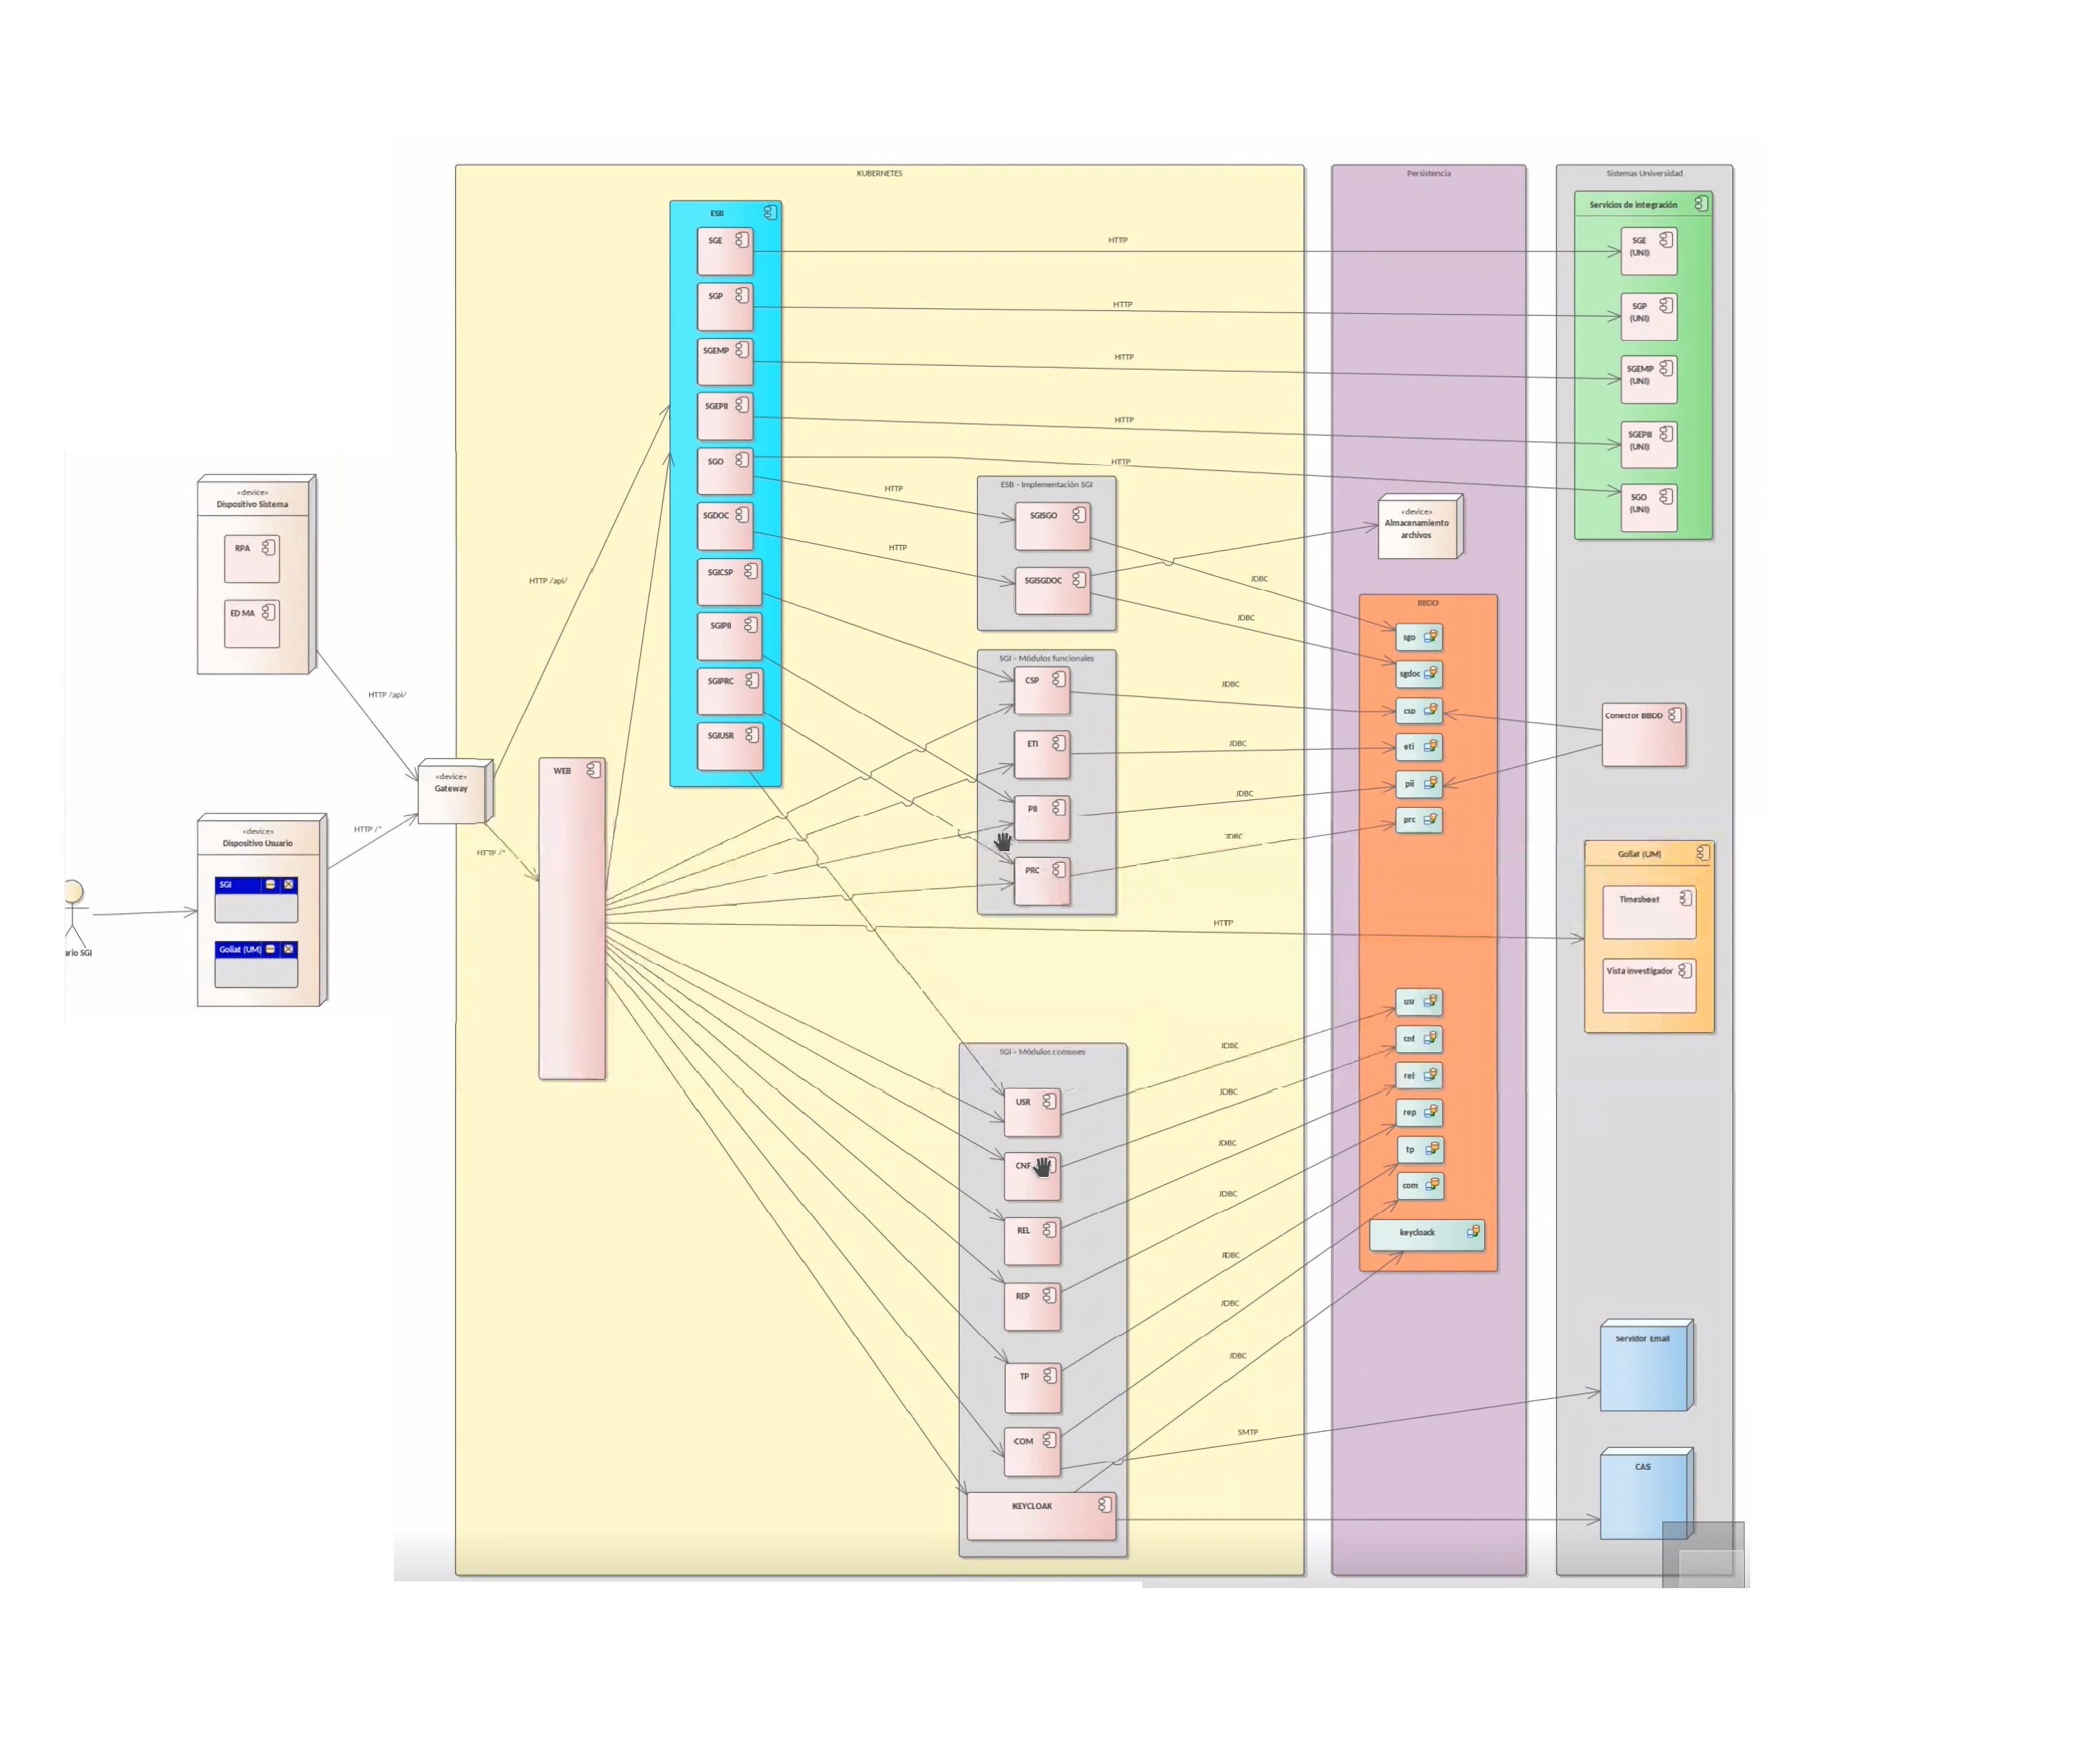 KUBERNETES
Persistencia
Sistemas Universidad
ESB
Servicios de integración
SGE
HTTP
SGE
(UNI)
SGP
HTTP
SGP
(UNI)
SGEMP
HTTP
SGEMP
(UNI)
SGEPII
HTTP
SGEPIII
(UNI)
SGO
HTTP
HTTP
SGO
(UNI)
ESB - Implementación SGI
SGISGO
«device»
Almacenamiento
archivos
«device»
Dispositivo Sistema
RPA
ED MA
SGDOC
HTTP
SGISGDOC
HTTP /api/
SGICSP
JDBC
BBDD
JDBC
sgo
SGIPII
SGI - Módulos funcionales
sgdoc
SGIPRC
CSP
JDBC
csp
HTTP /api/
Conector BBDD
SGIUSR
ETI
JDBC
eti
WEB
«device»
Gateway
PII
JDBC
pii
prc
JDBC
HTTP /*
HTTP /*
«device»
Dispositivo Usuario
SGI
Goliat (UM)
ario SGI
PRC
HTTP
Goliat (UM)
Timesheet
Vista investigador
SGI - Módulos comunes
JDBC
usr
cnf
USR
JDBC
rel
CNF
JDBC
rep
JDBC
tp
REL
com
JDBC
keycloack
REP
JDBC
JDBC
Servidor Email
TP
COM
SMTP
CAS
KEYCLOAK